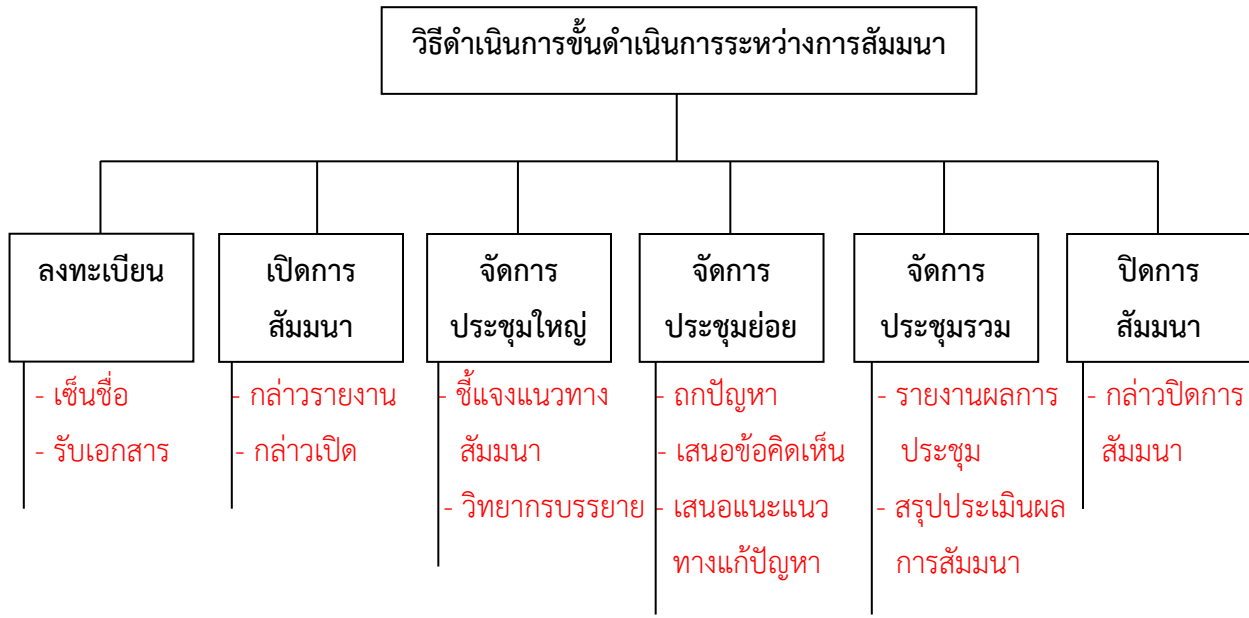 วิธีดำเนินการขั้นดำเนินการระหว่างการสัมมนา
ลงทะเบียน
- เซ็นชื่อ
- รับเอกสาร
เปิดการ
สัมมนา
- กล่าวรายงาน
- กล่าวเปิด
จัดการ
ประชุมใหญ่
- ชี้แจงแนวทาง
สัมมนา
- วิทยากรบรรยาย
จัดการ
ประชุมย่อย
- ถกปัญหา
- เสนอข้อคิดเห็น
- เสนอแนะแนว
ทางแก้ปัญหา
จัดการ
ประชุมรวม
- รายงานผลการ
ประชุม
- สรุปประเมินผล
การสัมมนา
ปิดการ
สัมมนา
- กล่าวปิดการ
สัมมนา